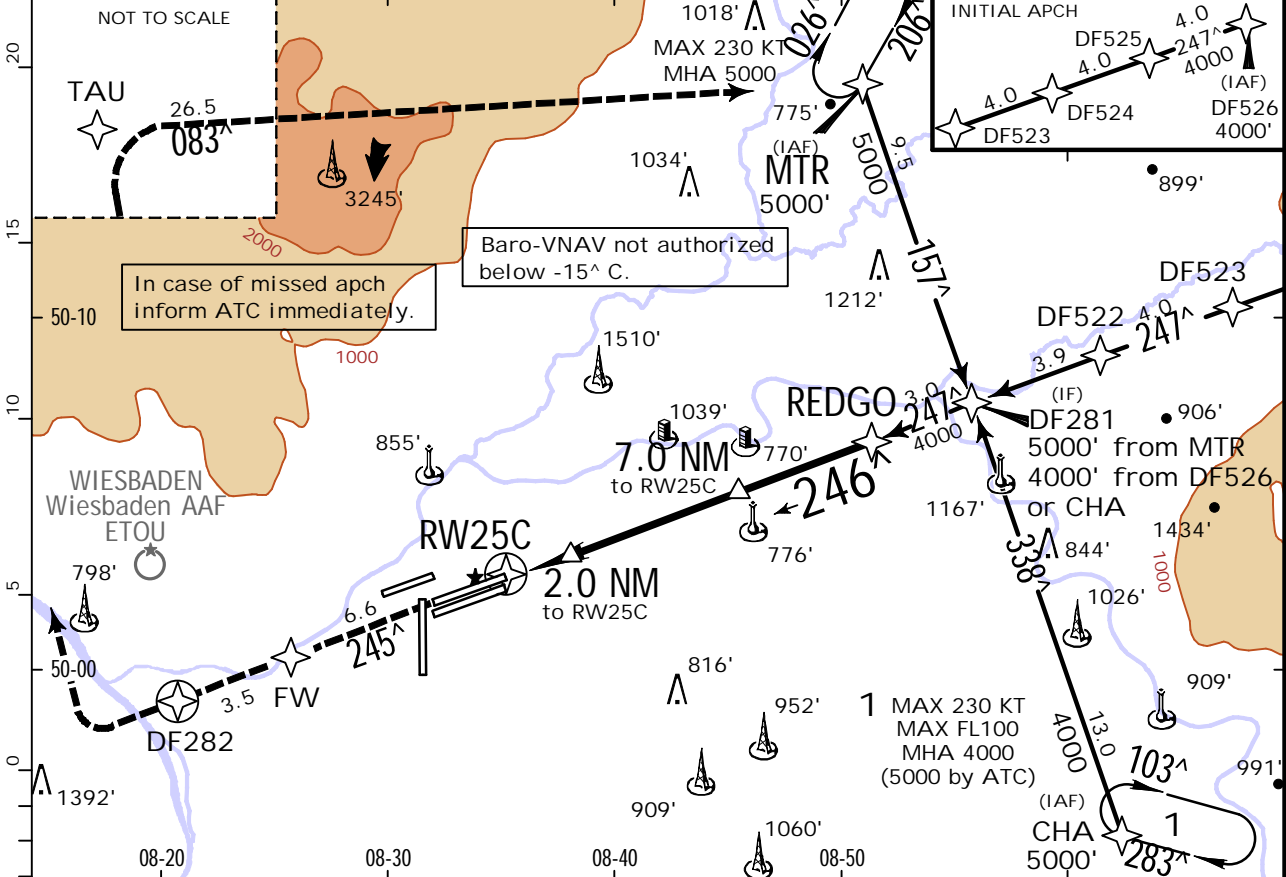 NOT TO SCALE
TAU
26.5
083^
3245'
2000
In case of missed apch
inform ATC immediately.
Baro-VNAV not authorized
below -15^ C.
1000
1018'
MAX 230 KT
MHA 5000
026^
206^
775'
(IAF)
MTR
5000'
1034'
5000
9.5
157^
1212'
INITIAL APCH
DF525
4.0
247^
4000
4.0
4.0
DF524
DF523
(IAF)
DF526
4000'
899'
DF523
DF522
4.0
247^
3.9
(IF)
DF281
5000' from MTR
4000' from DF526
or CHA
906'
1434'
1000
1510'
REDGO
3.0
247^
4000
1039'
770'
7.0 NM
to RW25C
246^
776'
855'
WIESBADEN
Wiesbaden AAF
ETOU
798'
RW25C
2.0 NM
to RW25C
6.6
245^
FW
3.5
DF282
1392'
1167'
844'
338^
1026'
909'
816'
952'
909'
1060'
1
MAX 230 KT
MAX FL100
MHA 4000
(5000 by ATC)
4000
13.0
103^
991'
(IAF)
CHA
5000'
1
283^
20
15
10
5
0
50-10
50-00
08-20
08-30
08-40
08-50